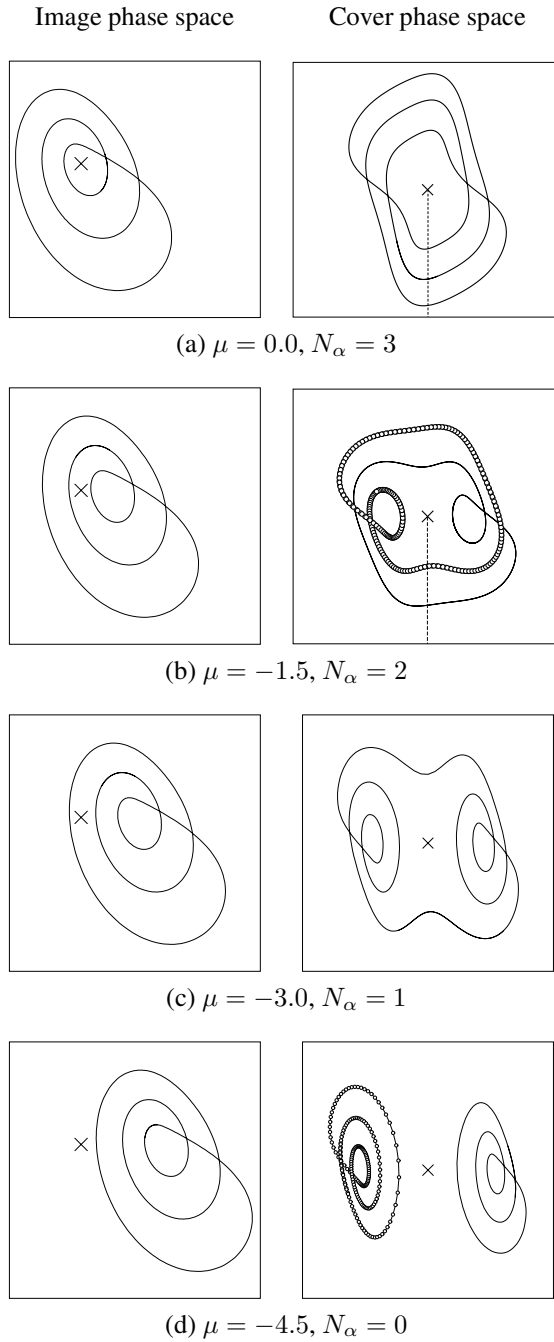 Image phase space Cover phase space
(a) μ = 0.0, N_α = 3
(b) μ = −1.5, N_α = 2
(c) μ = −3.0, N_α = 1
(d) μ = −4.5, N_α = 0